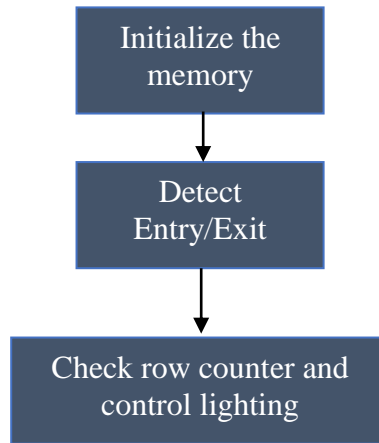 Initialize the
memory
Detect
Entry/Exit
Check row counter and
control lighting